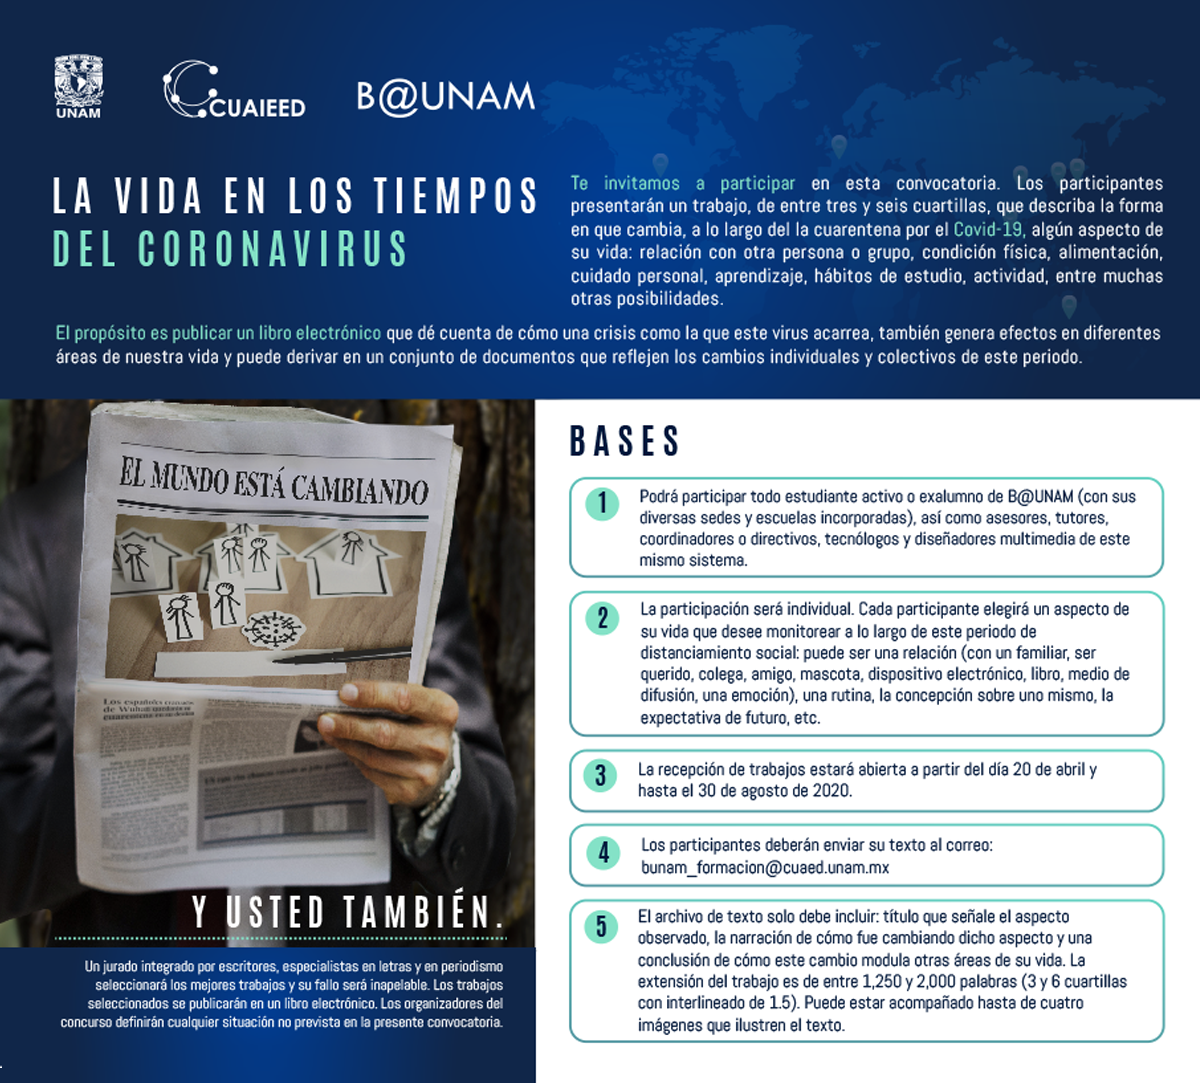 UNAM
CUAIEED
B@UNAM
LA VIDA EN LOS TIEMPOS
DEL CORONAVIRUS
Te invitamos a participar en esta convocatoria. Los participantes
presentarán un trabajo, de entre tres y seis cuartillas, que describa la forma
en que cambia, a lo largo del la cuarentena por el Covid-19, algún aspecto de
su vida: relación con otra persona o grupo, condición física, alimentación,
cuidado personal, aprendizaje, hábitos de estudio, actividad, entre muchas
otras posibilidades.
El propósito es publicar un libro electrónico que dé cuenta de cómo una crisis como la que este virus acarrea, también genera efectos en diferentes
áreas de nuestra vida y puede derivar en un conjunto de documentos que reflejen los cambios individuales y colectivos de este periodo.
EL MUNDO ESTÁ CAMBIANDO
Los españoles
de Wuhan
Y USTED TAMBIÉN.
Un jurado integrado por escritores, especialistas en letras y en periodismo
seleccionará los mejores trabajos y su fallo será inapelable. Los trabajos
seleccionados se publicarán en un libro electrónico. Los organizadores del
concurso definirán cualquier situación no prevista en la presente convocatoria.
BASES
1
Podrá participar todo estudiante activo o exalumno de B@UNAM (con sus
diversas sedes y escuelas incorporadas), así como asesores, tutores,
coordinadores o directivos, tecnólogos y diseñadores multimedia de este
mismo sistema.
2
La participación será individual. Cada participante elegirá un aspecto de
su vida que desee monitorear a lo largo de este periodo de
distanciamiento social: puede ser una relación (con un familiar, ser
querido, colega, amigo, mascota, dispositivo electrónico, libro, medio de
difusión, una emoción), una rutina, la concepción sobre uno mismo, la
expectativa de futuro, etc.
3
La recepción de trabajos estará abierta a partir del día 20 de abril y
hasta el 30 de agosto de 2020.
4
Los participantes deberán enviar su texto al correo:
bunam_formacion@cuaed.unam.mx
5
El archivo de texto solo debe incluir: título que señale el aspecto
observado, la narración de cómo fue cambiando dicho aspecto y una
conclusión de cómo este cambio modula otras áreas de su vida. La
extensión del trabajo es de entre 1,250 y 2,000 palabras (3 y 6 cuartillas
con interlineado de 1.5). Puede estar acompañado hasta de cuatro
imágenes que ilustren el texto.